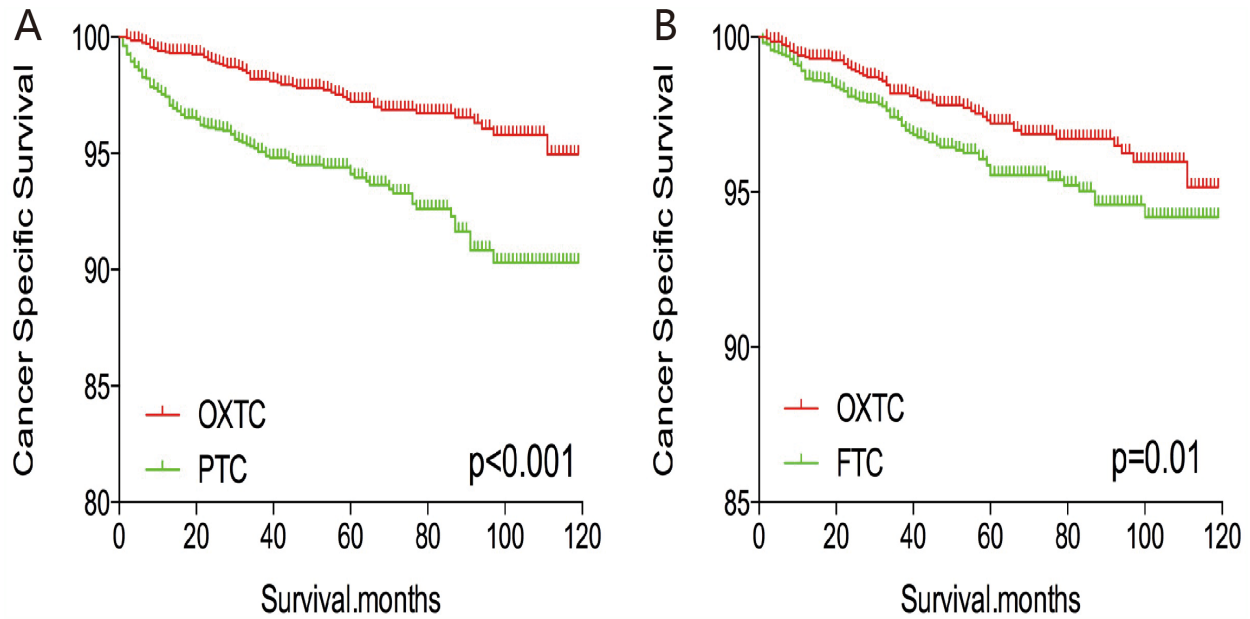 A
Cancer Specific Survival
100
95
90
85
80
OXTC
PTC
p<0.001
0 20 40 60 80 100 120
Survival.months
B
Cancer Specific Survival
100
95
90
85
OXTC
FTC
p=0.01
0 20 40 60 80 100 120
Survival.months